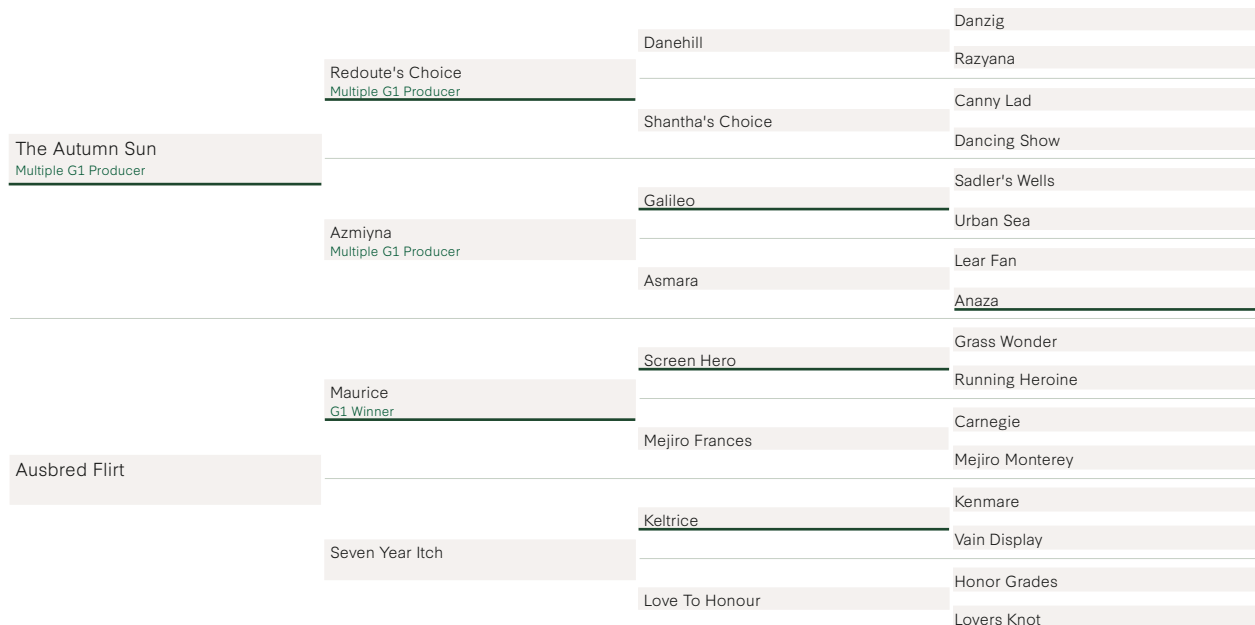 Danzig
Danehill
Razyana
Redoute's Choice
Multiple G1 Producer
Canny Lad
Shantha's Choice
Dancing Show
The Autumn Sun
Multiple G1 Producer
Sadler's Wells
Galileo
Urban Sea
Azmiyna
Multiple G1 Producer
Lear Fan
Asmara
Anaza
Grass Wonder
Screen Hero
Running Heroine
Maurice
G1 Winner
Carnegie
Mejiro Frances
Mejiro Monterey
Ausbred Flirt
Kenmare
Keltrice
Vain Display
Seven Year Itch
Honor Grades
Love To Honour
Lovers Knot